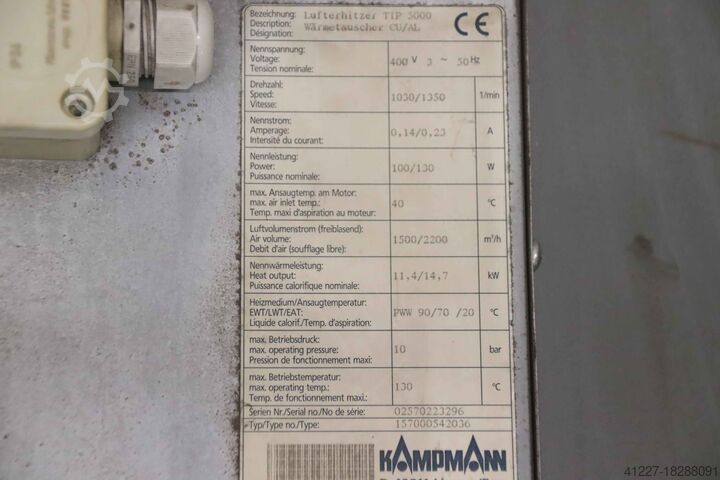 Bezeichnung: Lufterhitzer TIP 5000
Description: Wärmetauscher CU/AL
Désignation:
CE
Nennspannung:
Voltage: 400 V 3 ~ 50 Hz
Tension nominale:
Drehzahl:
Speed: 1030/1350 1/min
Vitesse:
Nennstrom:
Amperage: 0,14/0,23 A
Intensité du courant:
Nennleistung:
Power: 100/130 W
Puissance nominale:
max. Ansaugtemp. am Motor:
max. air inlet temp.: 40 °C
Temp. maxi d'aspiration au moteur:
Luftvolumenstrom (freiblasend):
Air volume: 1500/2200 m³/h
Debit d'air (soufflage libre):
Nennwärmeleistung:
Heat output: 11,4/14,7 kW
Puissance calorifique nominale:
Heizmedium/Ansaugtemperatur:
EWT/LWT/EAT: PWW 90/70 /20 °C
Liquide calorif./Temp. d'aspiration:
max. Betriebsdruck:
max. operating pressure: 10 bar
Pression de fonctionnement maxi:
max. Betriebstemperatur:
max. operating temp.: 130 °C
Temp. de fonctionnement maxi.:
Serien Nr./Serial no./No de série: 02570223296
Typ/Type no./Type: 157000542036
KAMPMANN
41227-18288091